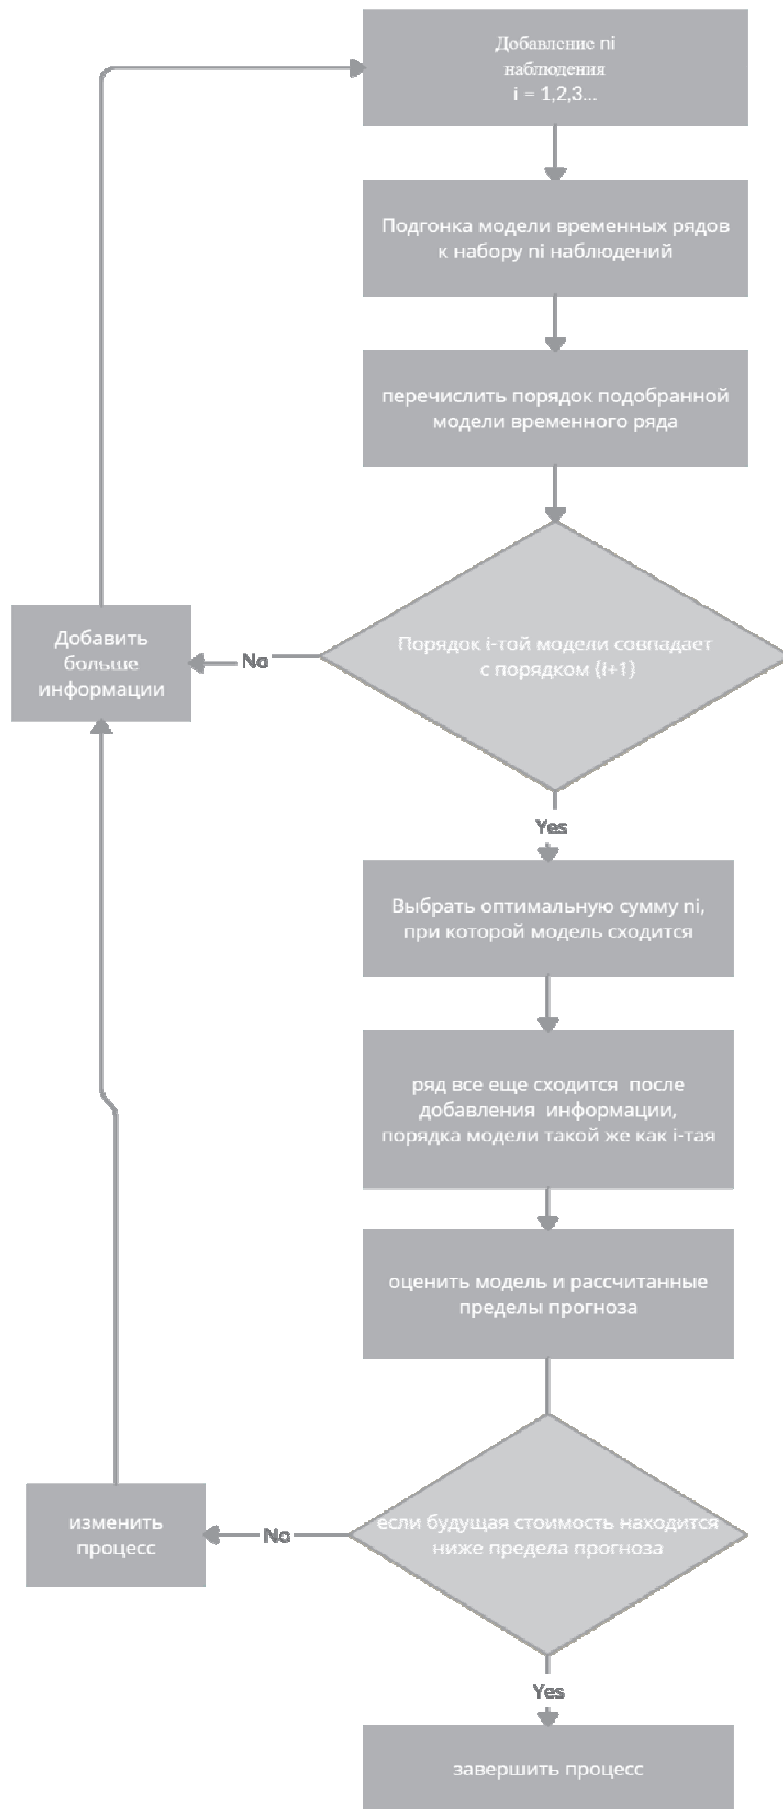 Добавление ni
наблюдения
i = 1,2,3...
Подгонка модели временных рядов
к набору ni наблюдений
перечислить порядок подобранной
модели временного ряда
Порядок i-той модели совпадает
с порядком (i+1)
No
Добавить
больше
информации
Yes
Выбрать оптимальную сумму ni,
при которой модель сходится
ряд все еще сходится после
добавления информации,
порядка модели такой же как i-тая
оценить модель и рассчитанные
пределы прогноза
если будущая стоимость находится
ниже предела прогноза
No
изменить
процесс
Yes
завершить процесс